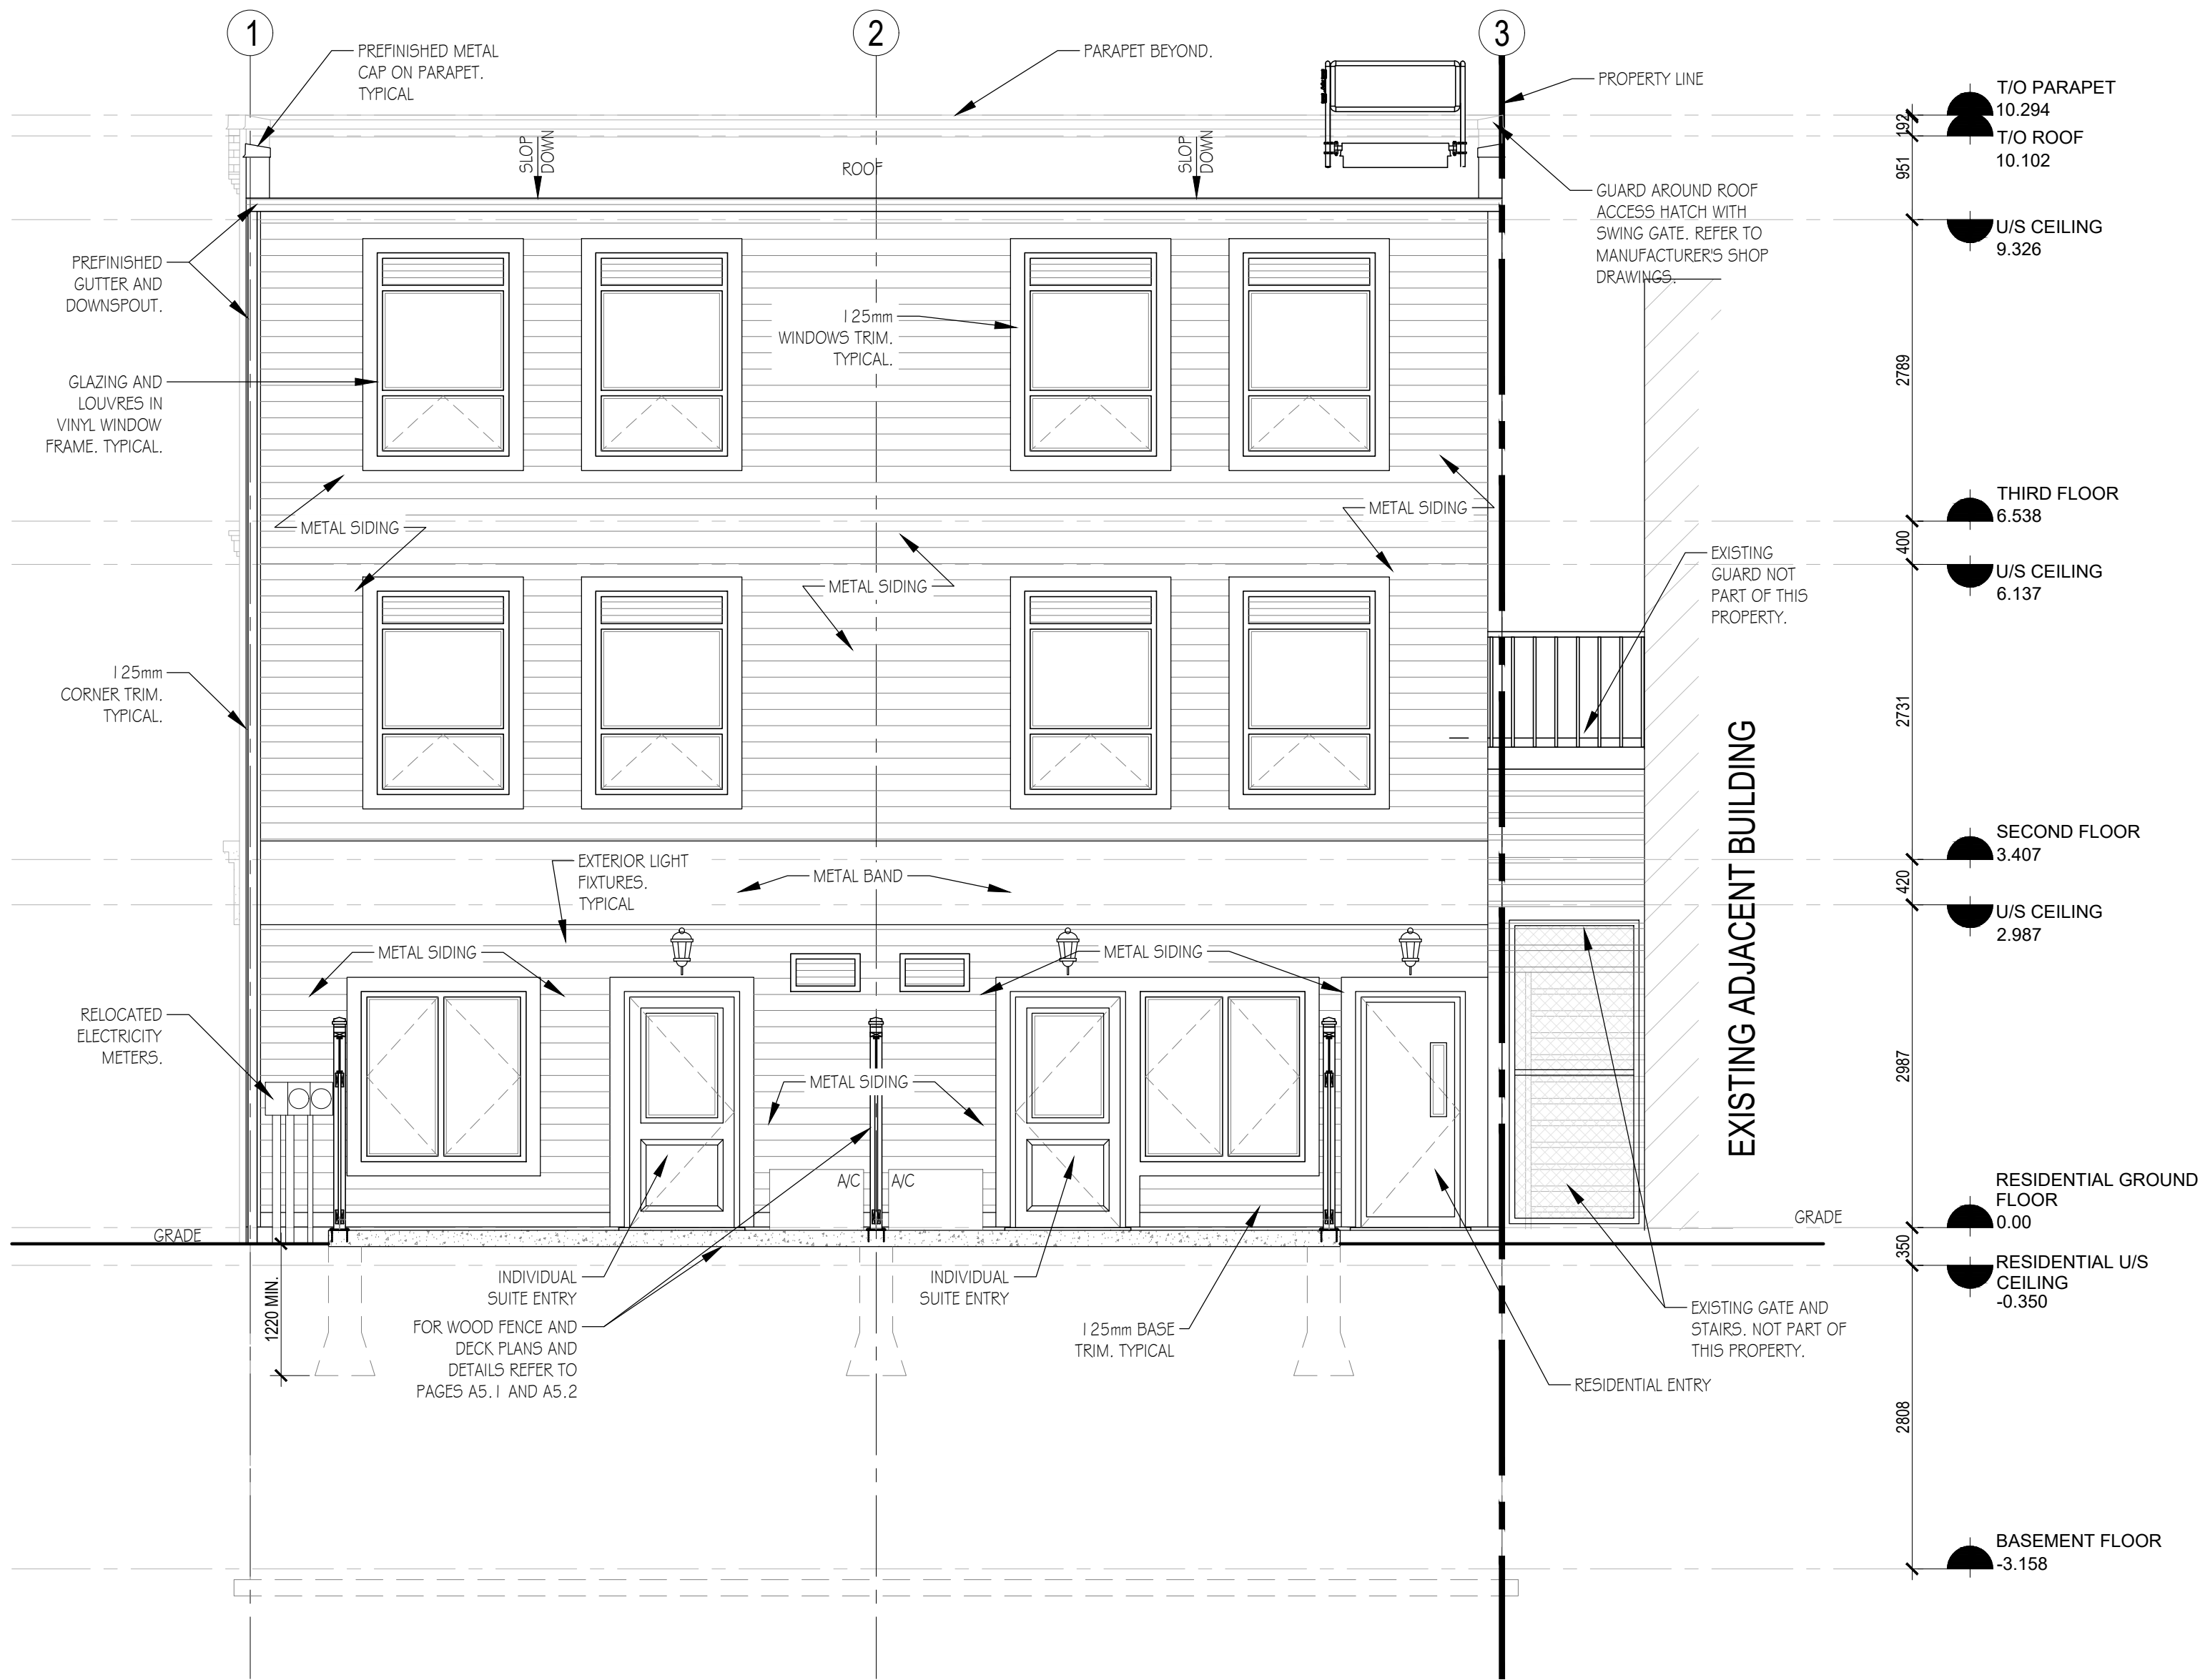 1
2
3
PREFINISHED METAL
CAP ON PARAPET.
TYPICAL
PARAPET BEYOND.
PROPERTY LINE
T/O PARAPET
10.294
192
T/O ROOF
10.102
SLOP
DOWN
ROOF
SLOP
DOWN
951
GUARD AROUND ROOF
ACCESS HATCH WITH
SWING GATE. REFER TO
MANUFACTURER'S SHOP
DRAWINGS.
U/S CEILING
9.326
PREFINISHED
GUTTER AND
DOWNSPOUT.
125mm
WINDOWS TRIM.
TYPICAL.
GLAZING AND
LOUVRES IN
VINYL WINDOW
FRAME. TYPICAL.
2789
METAL SIDING
METAL SIDING
THIRD FLOOR
6.538
400
EXISTING
GUARD NOT
PART OF THIS
PROPERTY.
METAL SIDING
U/S CEILING
6.137
125mm
CORNER TRIM.
TYPICAL.
2731
EXISTING ADJACENT BUILDING
SECOND FLOOR
3.407
EXTERIOR LIGHT
FIXTURES.
TYPICAL
METAL BAND
420
U/S CEILING
2.987
METAL SIDING
METAL SIDING
RELOCATED
ELECTRICITY
METERS.
METAL SIDING
2987
A/C
A/C
RESIDENTIAL GROUND
FLOOR
0.00
GRADE
GRADE
350
RESIDENTIAL U/S
CEILING
-0.350
1220 MIN.
INDIVIDUAL
SUITE ENTRY
INDIVIDUAL
SUITE ENTRY
FOR WOOD FENCE AND
DECK PLANS AND
DETAILS REFER TO
PAGES A5.1 AND A5.2
125mm BASE
TRIM. TYPICAL
EXISTING GATE AND
STAIRS. NOT PART OF
THIS PROPERTY.
RESIDENTIAL ENTRY
2808
BASEMENT FLOOR
-3.158